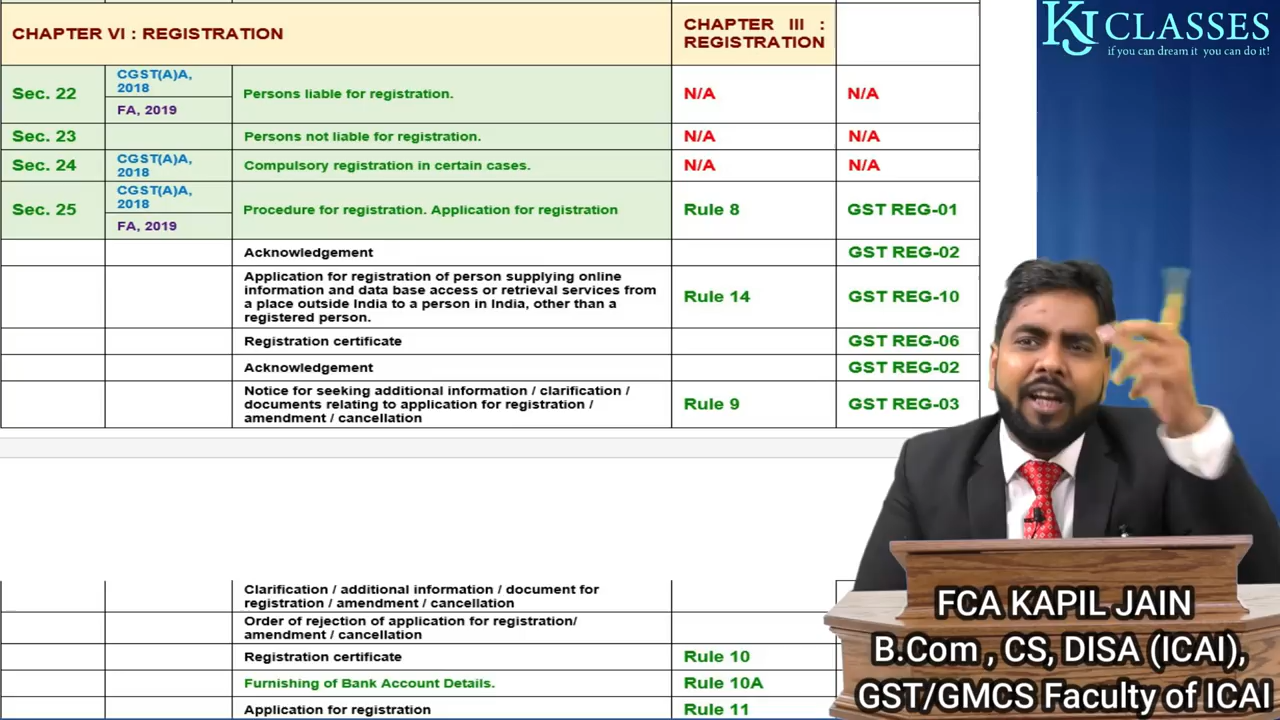 CHAPTER VI : REGISTRATION
CHAPTER III :
REGISTRATION
Sec. 22
CGST(A)A,
2018
FA, 2019
Persons liable for registration.
N/A
N/A
Sec. 23
Persons not liable for registration.
N/A
N/A
Sec. 24
CGST(A)A,
2018
Compulsory registration in certain cases.
N/A
N/A
Sec. 25
CGST(A)A,
2018
FA, 2019
Procedure for registration. Application for registration
Rule 8
GST REG-01
Acknowledgement
GST REG-02
Application for registration of person supplying online
information and data base access or retrieval services from
a place outside India to a person in India, other than a
registered person.
Rule 14
GST REG-10
Registration certificate
GST REG-06
Acknowledgement
GST REG-02
Notice for seeking additional information / clarification /
documents relating to application for registration /
amendment / cancellation
Rule 9
GST REG-03
Clarification / additional information / document for
registration / amendment / cancellation
Order of rejection of application for registration/
amendment / cancellation
Registration certificate
Rule 10
Furnishing of Bank Account Details.
Rule 10A
Application for registration
Rule 11
KJ CLASSES
if you can dream it you can do it!
FCA KAPIL JAIN
B.Com , CS, DISA (ICAI),
GST/GMCS Faculty of ICAI